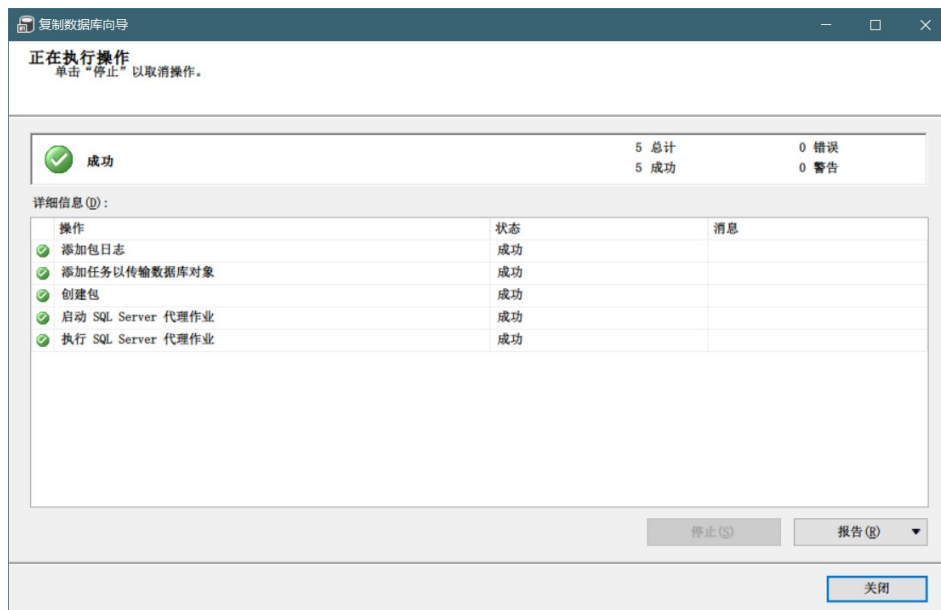 复制数据库向导
正在执行操作
单击“停止”以取消操作。
成功
5 总计 0 错误
5 成功 0 警告
详细信息(D):
操作 状态 消息
添加包日志 成功
添加任务以传输数据库对象 成功
创建包 成功
启动 SQL Server 代理作业 成功
执行 SQL Server 代理作业 成功
停止(S) 报告(R)
关闭